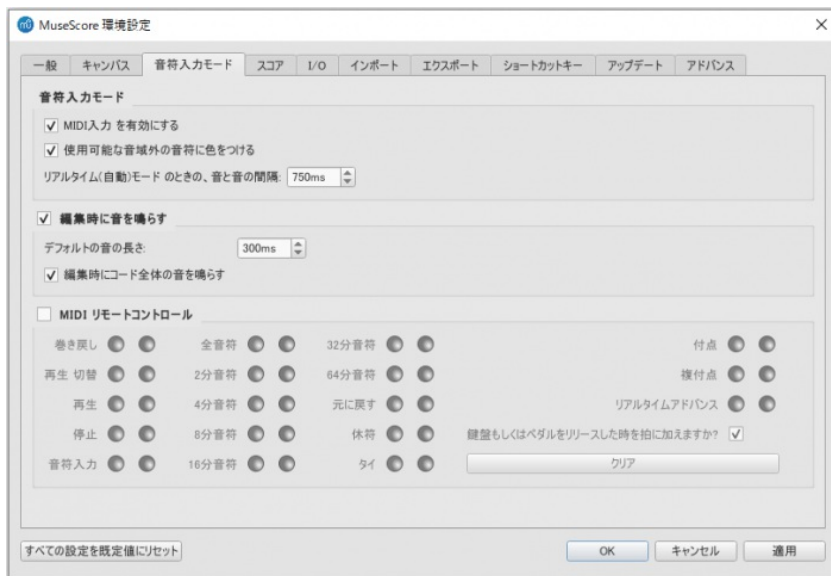 MuseScore 環境設定
一般 キャンバス 音符入力モード スコア I/O インポート エクスポート ショートカットキー アップデート アドバンス
音符入力モード
MIDI入力 を有効にする
使用可能な音域外の音符に色をつける
リアルタイム(自動)モード のときの、音と音の間隔: 750ms
編集時に音を鳴らす
デフォルトの音の長さ: 300ms
編集時にコード全体の音を鳴らす
MIDI リモートコントロール
巻き戻し 全音符 32分音符 付点
再生 切替 2分音符 64分音符 複付点
再生 4分音符 元に戻す リアルタイムアドバンス
停止 8分音符 休符 鍵盤もしくはペダルをリリースした時を拍に加えますか?
音符入力 16分音符 タイ クリア
すべての設定を既定値にリセット OK キャンセル 適用